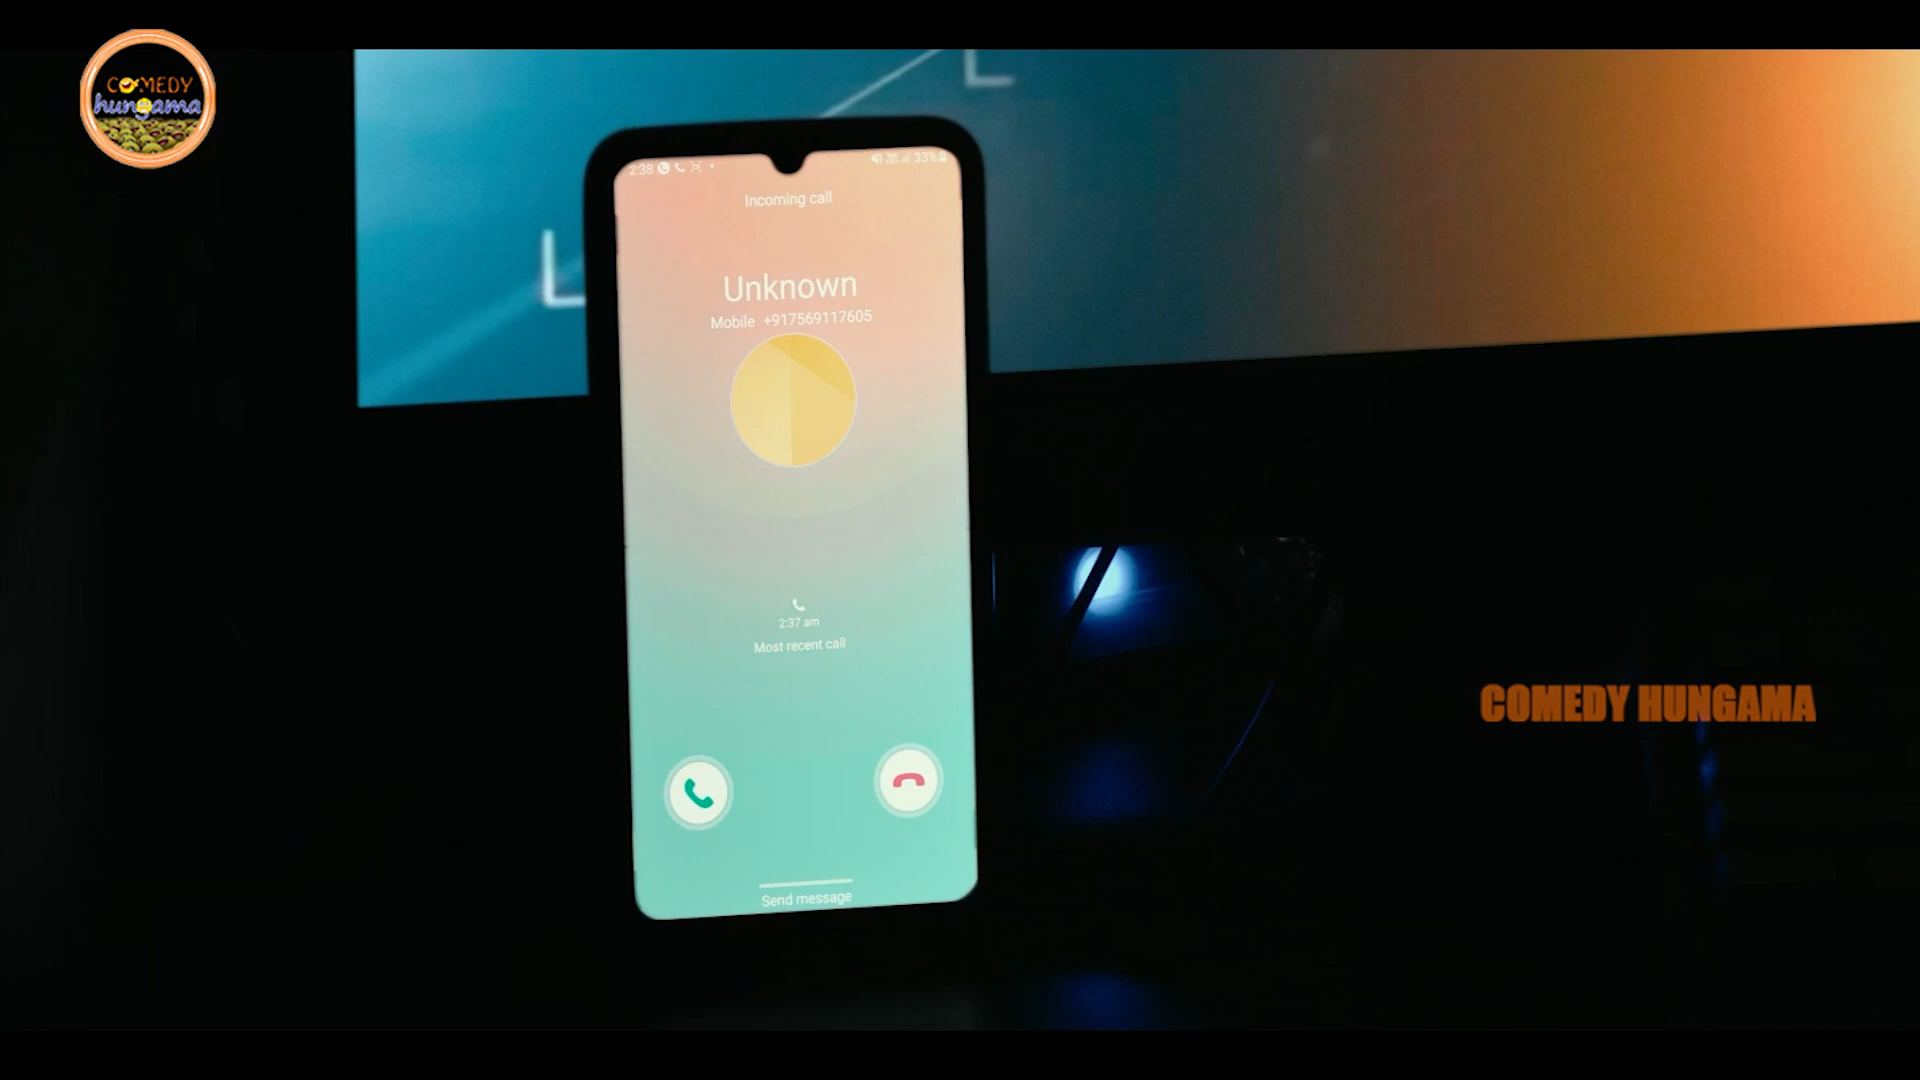 COMEDY
hungama
2:38
33%
Incoming call
Unknown
Mobile +917569117605
2:37 am
Most recent call
COMEDY HUNGAMA
Send message